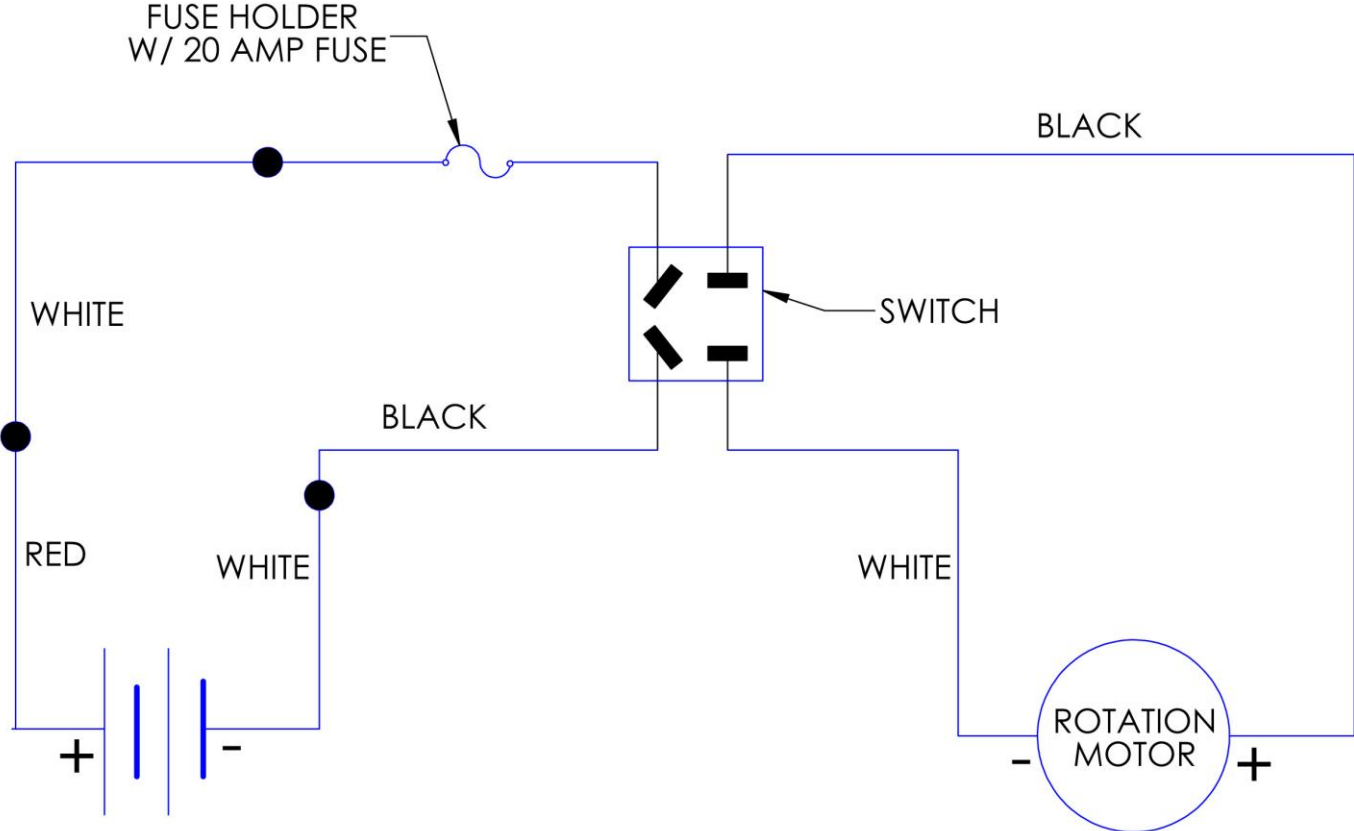 FUSE HOLDER
W/ 20 AMP FUSE
BLACK
WHITE
SWITCH
BLACK
RED
WHITE
WHITE
ROTATION
MOTOR
+
-
-
+